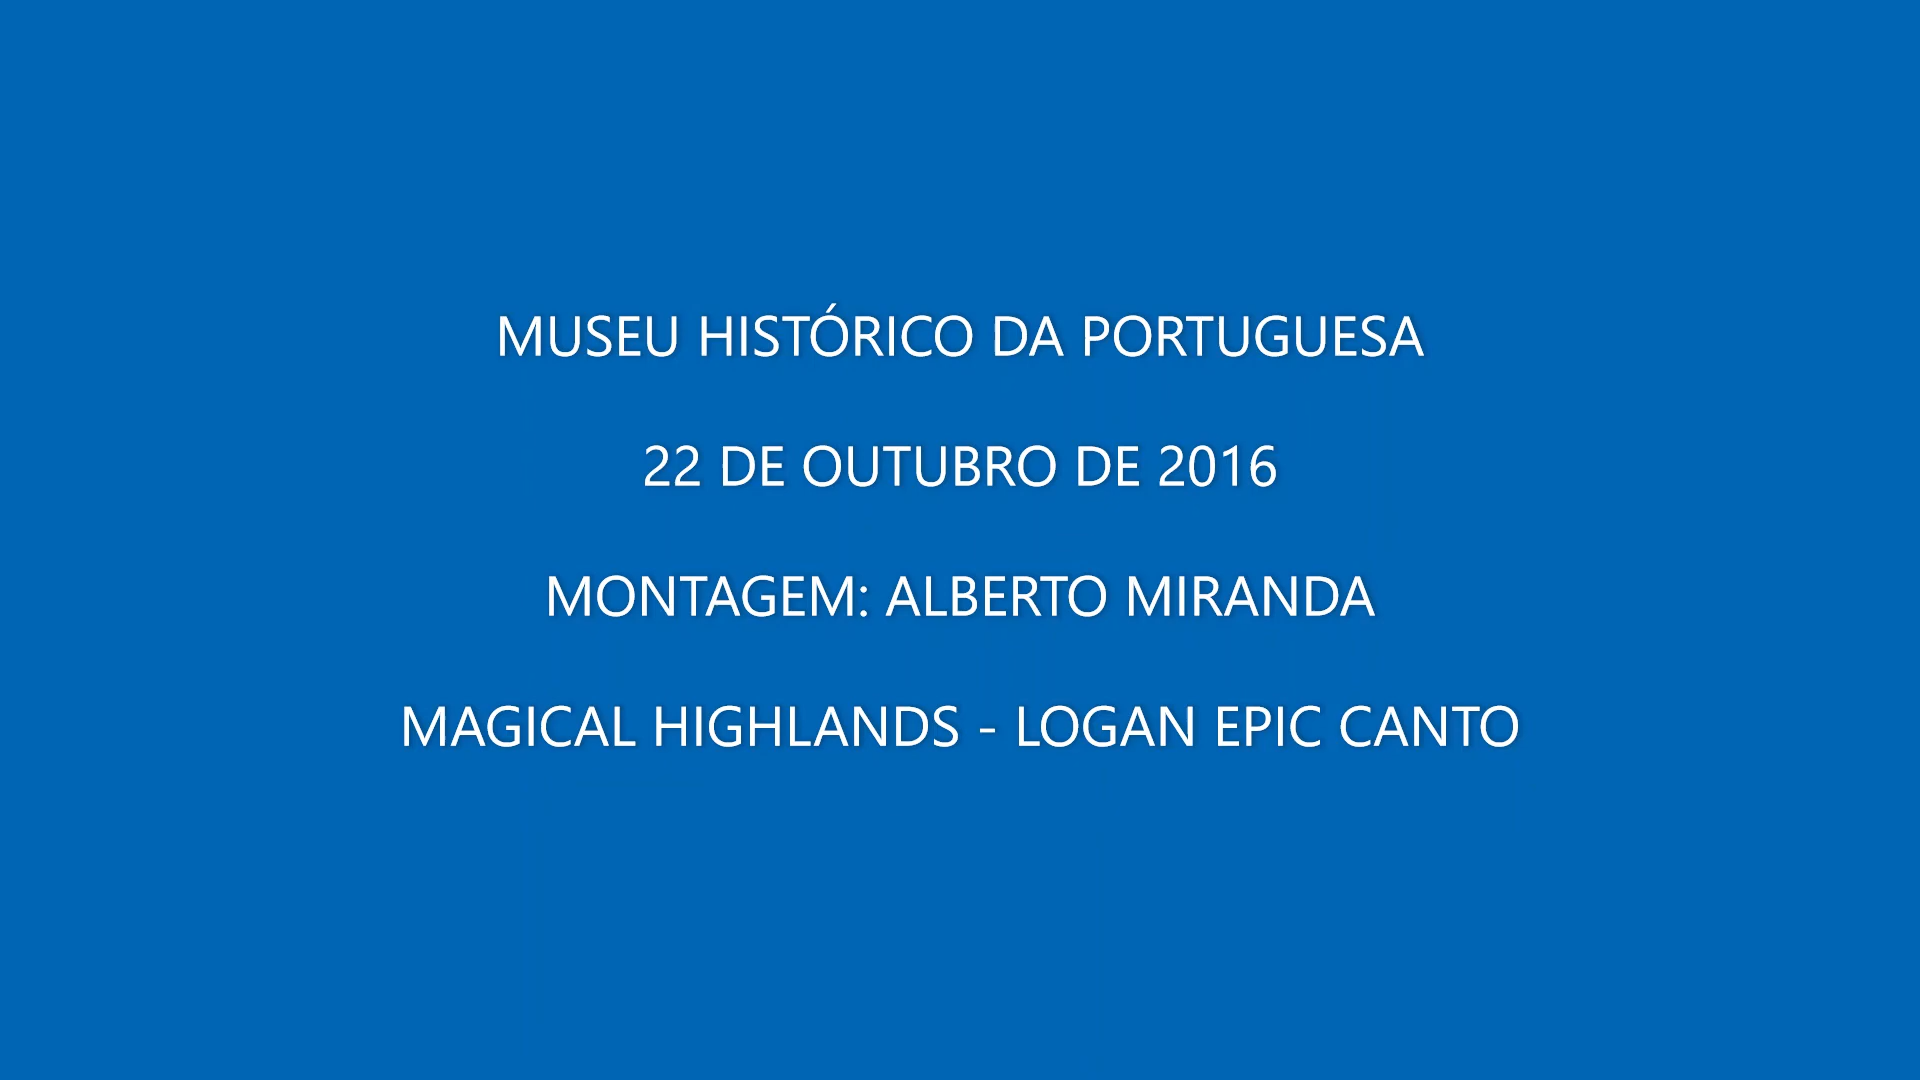 MUSEU HISTÓRICO DA PORTUGUESA
22 DE OUTUBRO DE 2016
MONTAGEM: ALBERTO MIRANDA
MAGICAL HIGHLANDS - LOGAN EPIC CANTO